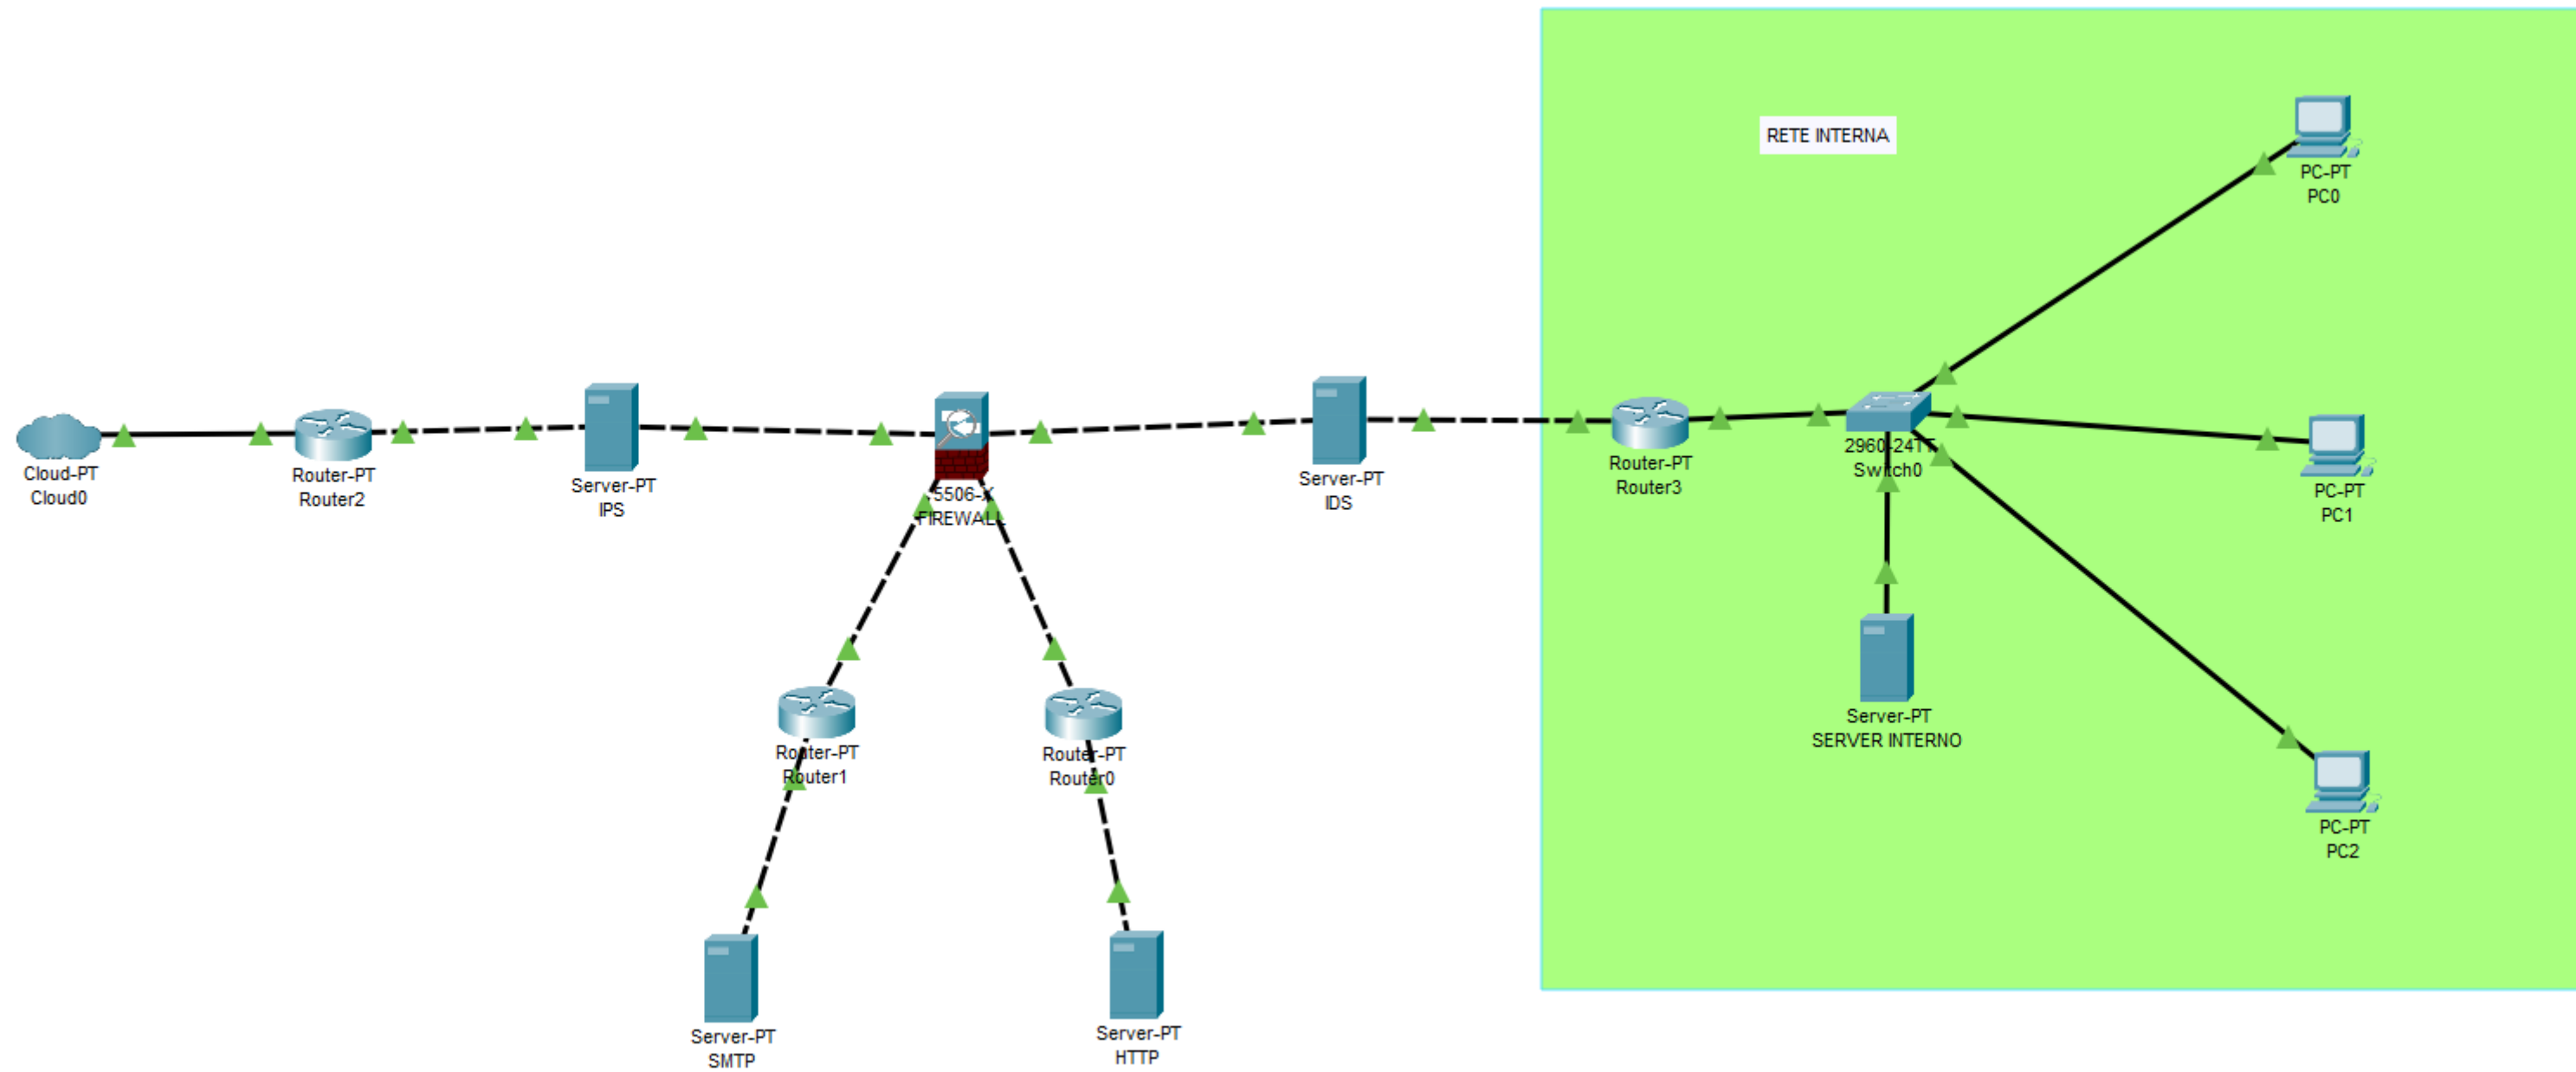 RETE INTERNA
PC-PT
PC0
Cloud-PT
Cloud0
Router-PT
Router2
Server-PT
IPS
5506-X
FIREWALL
Server-PT
IDS
Router-PT
Router3
2960-24TT
Switch0
PC-PT
PC1
Router-PT
Router1
Router-PT
Router0
Server-PT
SERVER INTERNO
PC-PT
PC2
Server-PT
SMTP
Server-PT
HTTP